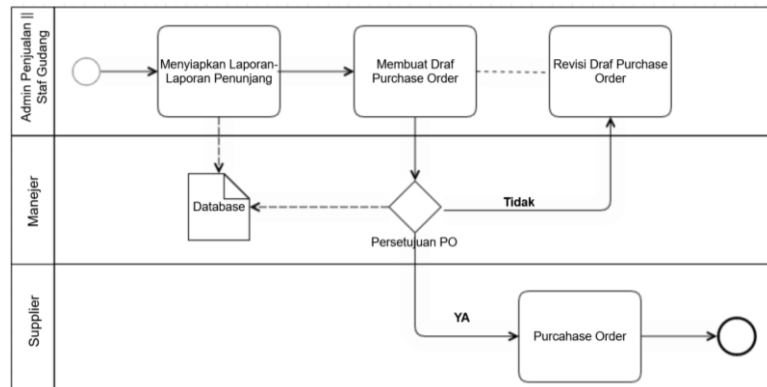 Admin Penjualan ||
Staf Gudang
Menyiapkan Laporan-
Laporan Penunjang
Membuat Draf
Purchase Order
Revisi Draf Purchase
Order
Manejer
Database
Tidak
Persetujuan PO
Supplier
YA
Purcahase Order